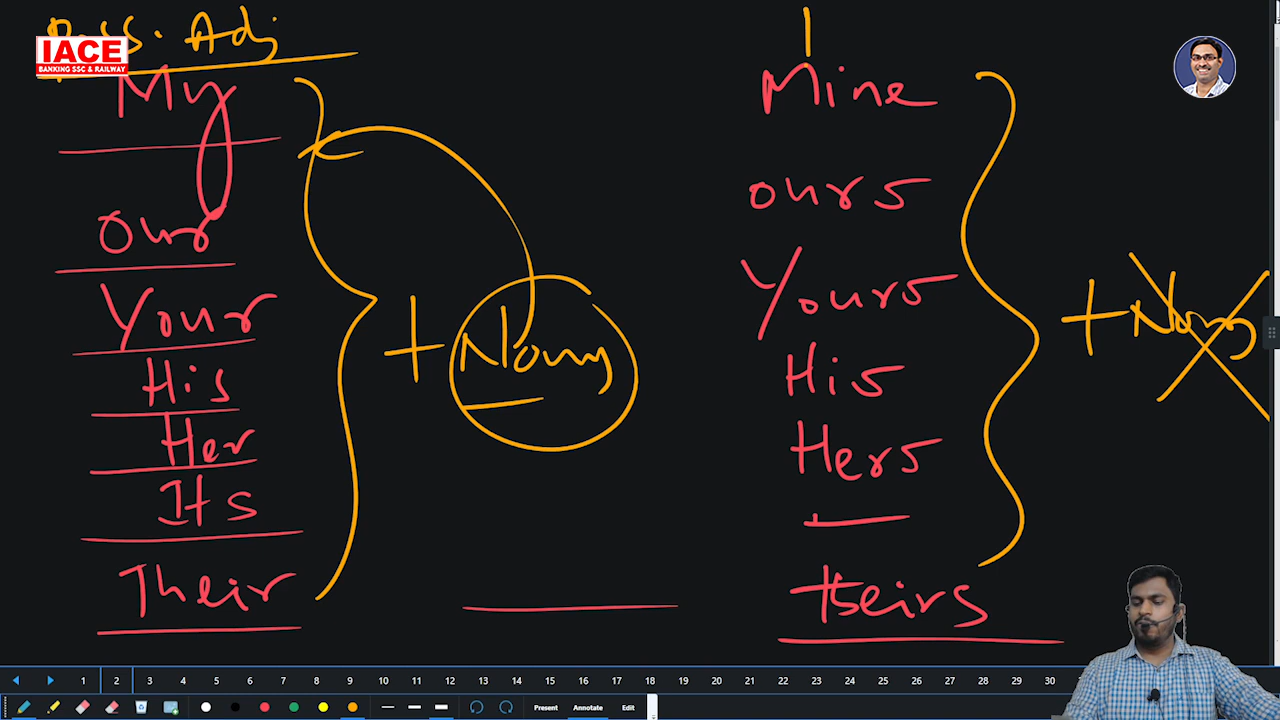 Poss. Adj
IACE
BANKING SSC & RAILWAY
My
Mine
Our
Ours
Your
Yours
+ Noun
+ Noun
His
His
Her
Hers
Its
Their
Theirs
1 2 3 4 5 6 7 8 9 10 11 12 13 14 15 16 17 18 19 20 21 22 23 24 25 26 27 28 29 30
Present Annotate Edit